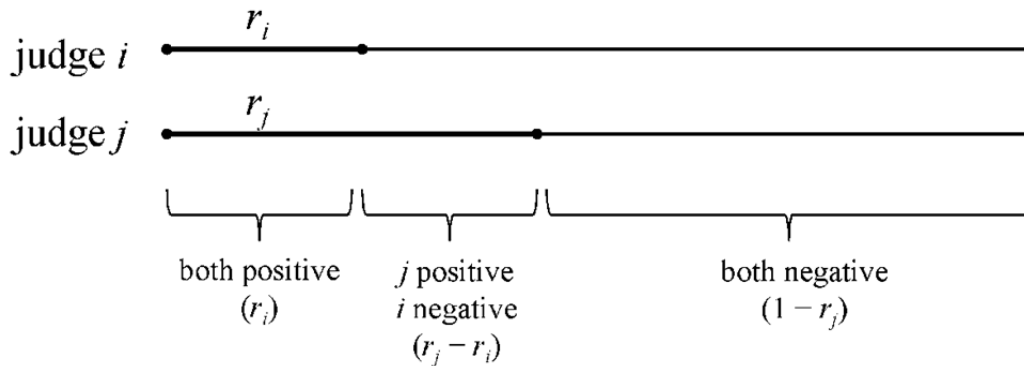 r_i
judge i
r_j
judge j
both positive
(r_i)
j positive
i negative
(r_j − r_i)
both negative
(1 − r_j)